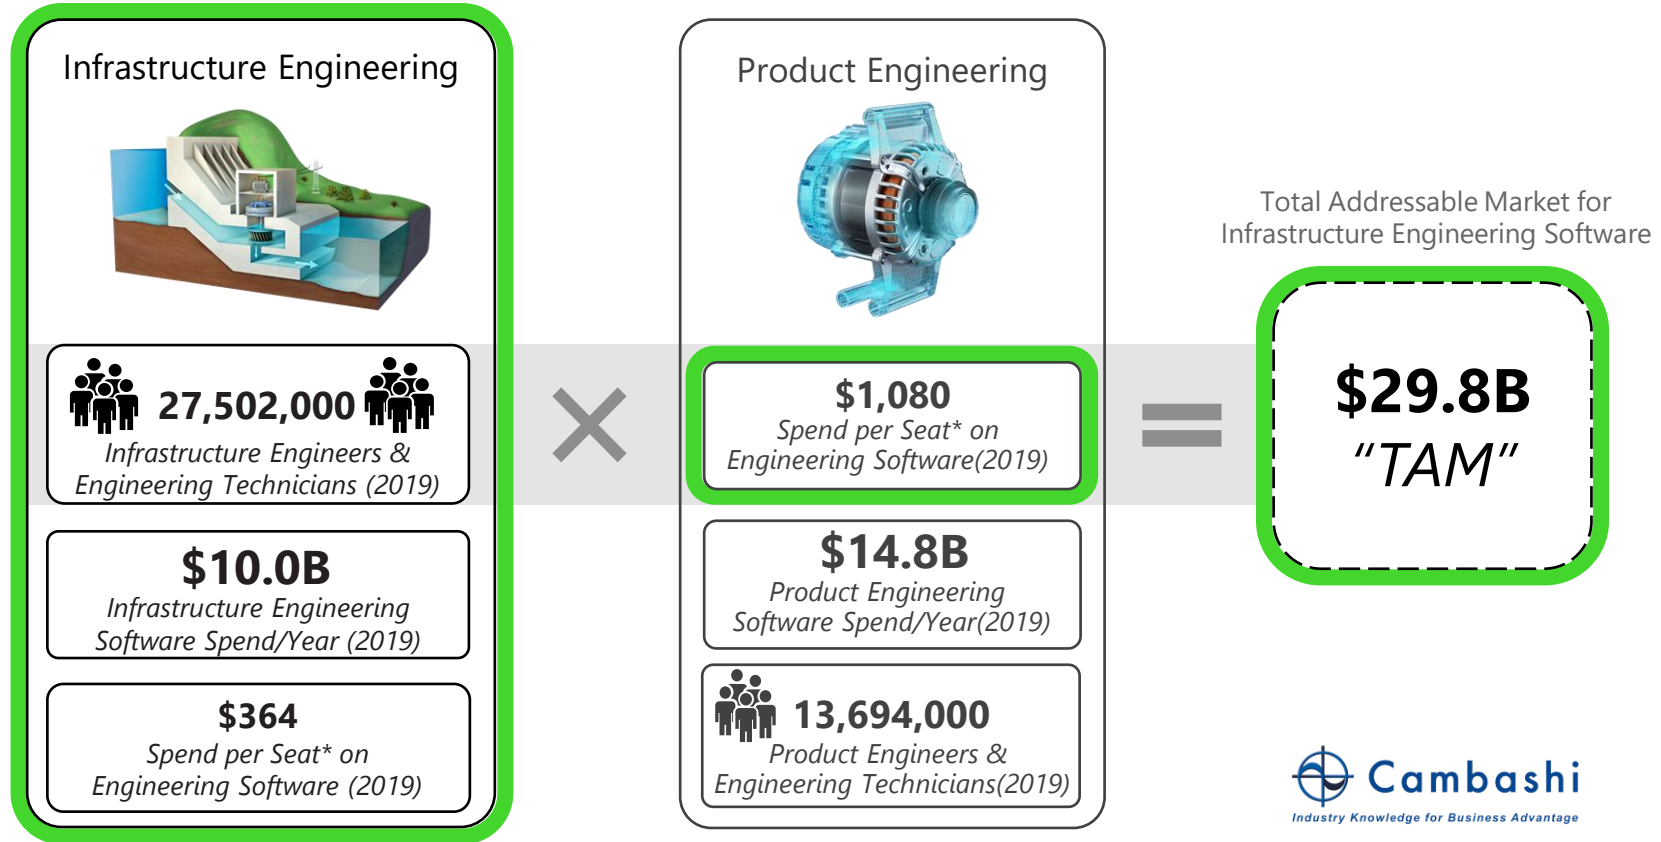 Infrastructure Engineering
27,502,000
Infrastructure Engineers &
Engineering Technicians (2019)
$10.0B
Infrastructure Engineering
Software Spend/Year (2019)
$364
Spend per Seat* on
Engineering Software (2019)
×
Product Engineering
$1,080
Spend per Seat* on
Engineering Software(2019)
$14.8B
Product Engineering
Software Spend/Year(2019)
13,694,000
Product Engineers &
Engineering Technicians(2019)
=
Total Addressable Market for
Infrastructure Engineering Software
$29.8B
“TAM”
Cambashi
Industry Knowledge for Business Advantage